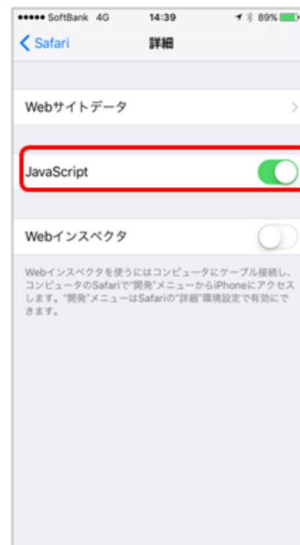 SoftBank 4G 14:39 89%
Safari 詳細
Webサイトデータ
JavaScript
Webインスペクタ
Webインスペクタを使うにはコンピュータにケーブル接続し、
コンピュータのSafariで"開発"メニューからiPhoneにアクセス
します。"開発"メニューはSafariの"詳細"環境設定で有効にで
きます。